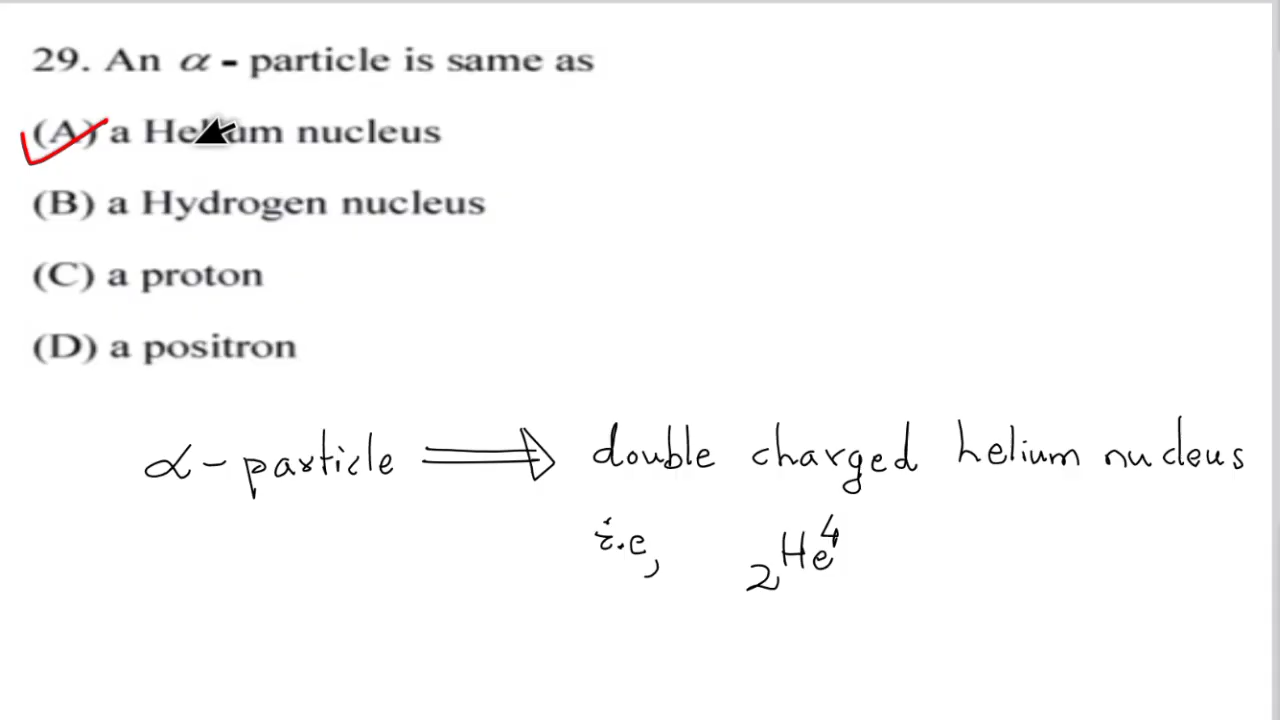 29. An α - particle is same as
(A) a Helium nucleus
(B) a Hydrogen nucleus
(C) a proton
(D) a positron
α - particle ⟹ double charged helium nucleus
i.e, ₂He⁴